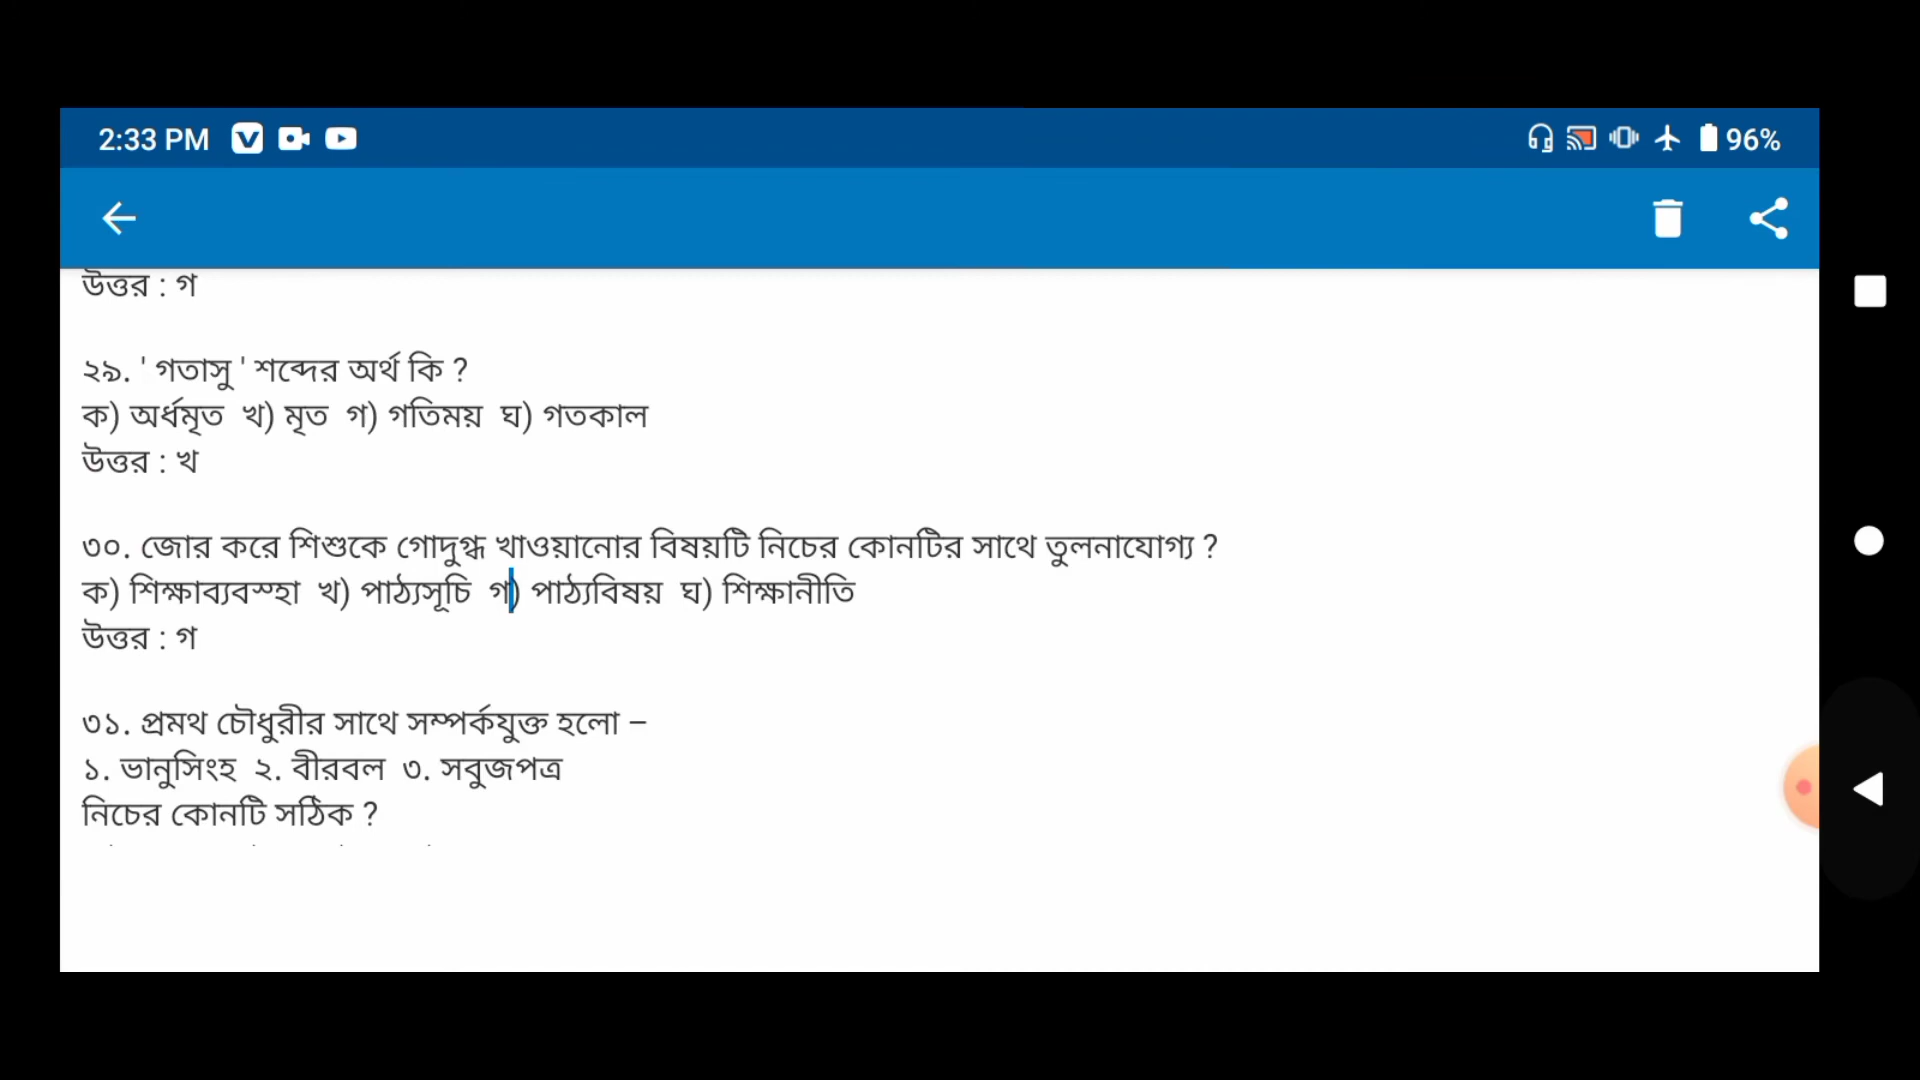 2:33 PM 96%
উত্তর : গ
২৯. ' গতাসু ' শব্দের অর্থ কি ?
ক) অর্ধমৃত খ) মৃত গ) গতিময় ঘ) গতকাল
উত্তর : খ
৩০. জোর করে শিশুকে গোদুগ্ধ খাওয়ানোর বিষয়টি নিচের কোনটির সাথে তুলনাযোগ্য ?
ক) শিক্ষাব্যবস্হা খ) পাঠ্যসূচি গ) পাঠ্যবিষয় ঘ) শিক্ষানীতি
উত্তর : গ
৩১. প্রমথ চৌধুরীর সাথে সম্পর্কযুক্ত হলো –
১. ভানুসিংহ ২. বীরবল ৩. সবুজপত্র
নিচের কোনটি সঠিক ?